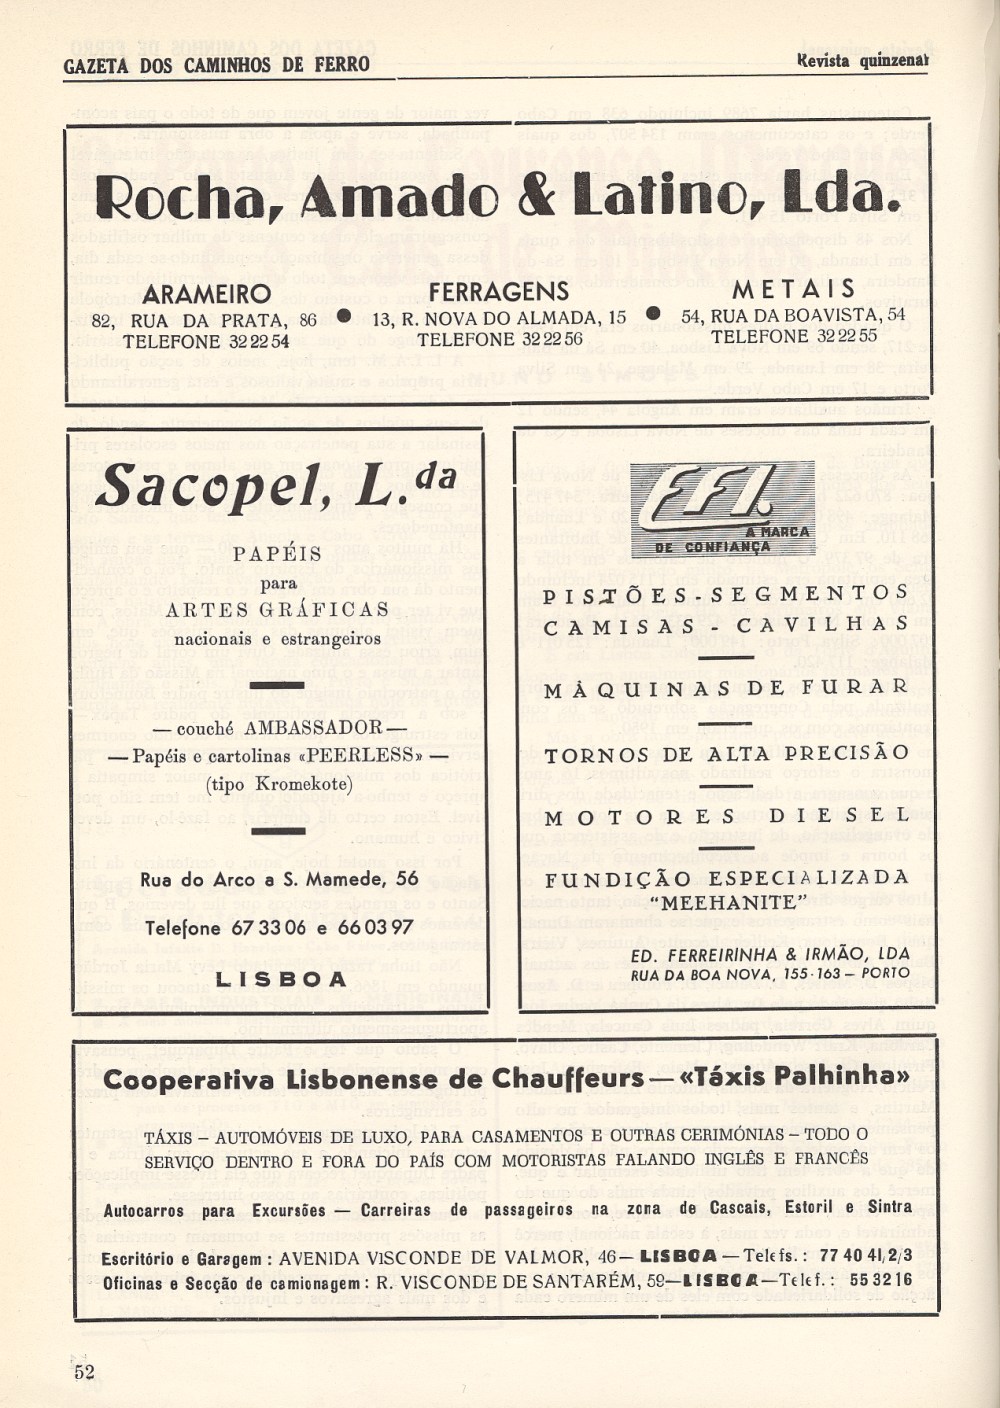 GAZETA DOS CAMINHOS DE FERRO
Revista quinzenal
Rocha, Amado & Latino, Lda.
ARAMEIRO
82, RUA DA PRATA, 86
TELEFONE 32 22 54
●
FERRAGENS
13, R. NOVA DO ALMADA, 15
TELEFONE 32 22 56
●
METAIS
54, RUA DA BOAVISTA, 54
TELEFONE 32 22 55
Sacopel, L.da
PAPÉIS
para
ARTES GRÁFICAS
nacionais e estrangeiros
— couché AMBASSADOR —
— Papéis e cartolinas «PEERLESS» —
(tipo Kromekote)
Rua do Arco a S. Mamede, 56
Telefone 67 33 06 e 66 03 97
LISBOA
EFI.
A MARCA
DE CONFIANÇA
PISTÕES - SEGMENTOS
CAMISAS - CAVILHAS
MÁQUINAS DE FURAR
TORNOS DE ALTA PRECISÃO
MOTORES DIESEL
FUNDIÇÃO ESPECIALIZADA
"MEEHANITE"
ED. FERREIRINHA & IRMÃO, LDA
RUA DA BOA NOVA, 155-163 — PORTO
Cooperativa Lisbonense de Chauffeurs — «Táxis Palhinha»
TÁXIS — AUTOMÓVEIS DE LUXO, PARA CASAMENTOS E OUTRAS CERIMÓNIAS — TODO O
SERVIÇO DENTRO E FORA DO PAÍS COM MOTORISTAS FALANDO INGLÊS E FRANCÊS
Autocarros para Excursões — Carreiras de passageiros na zona de Cascais, Estoril e Sintra
Escritório e Garagem : AVENIDA VISCONDE DE VALMOR, 46 — LISBOA — Telefs. : 77 40 41/2/3
Oficinas e Secção de camionagem : R. VISCONDE DE SANTARÉM, 59 — LISBOA — Telef. : 55 32 16
52